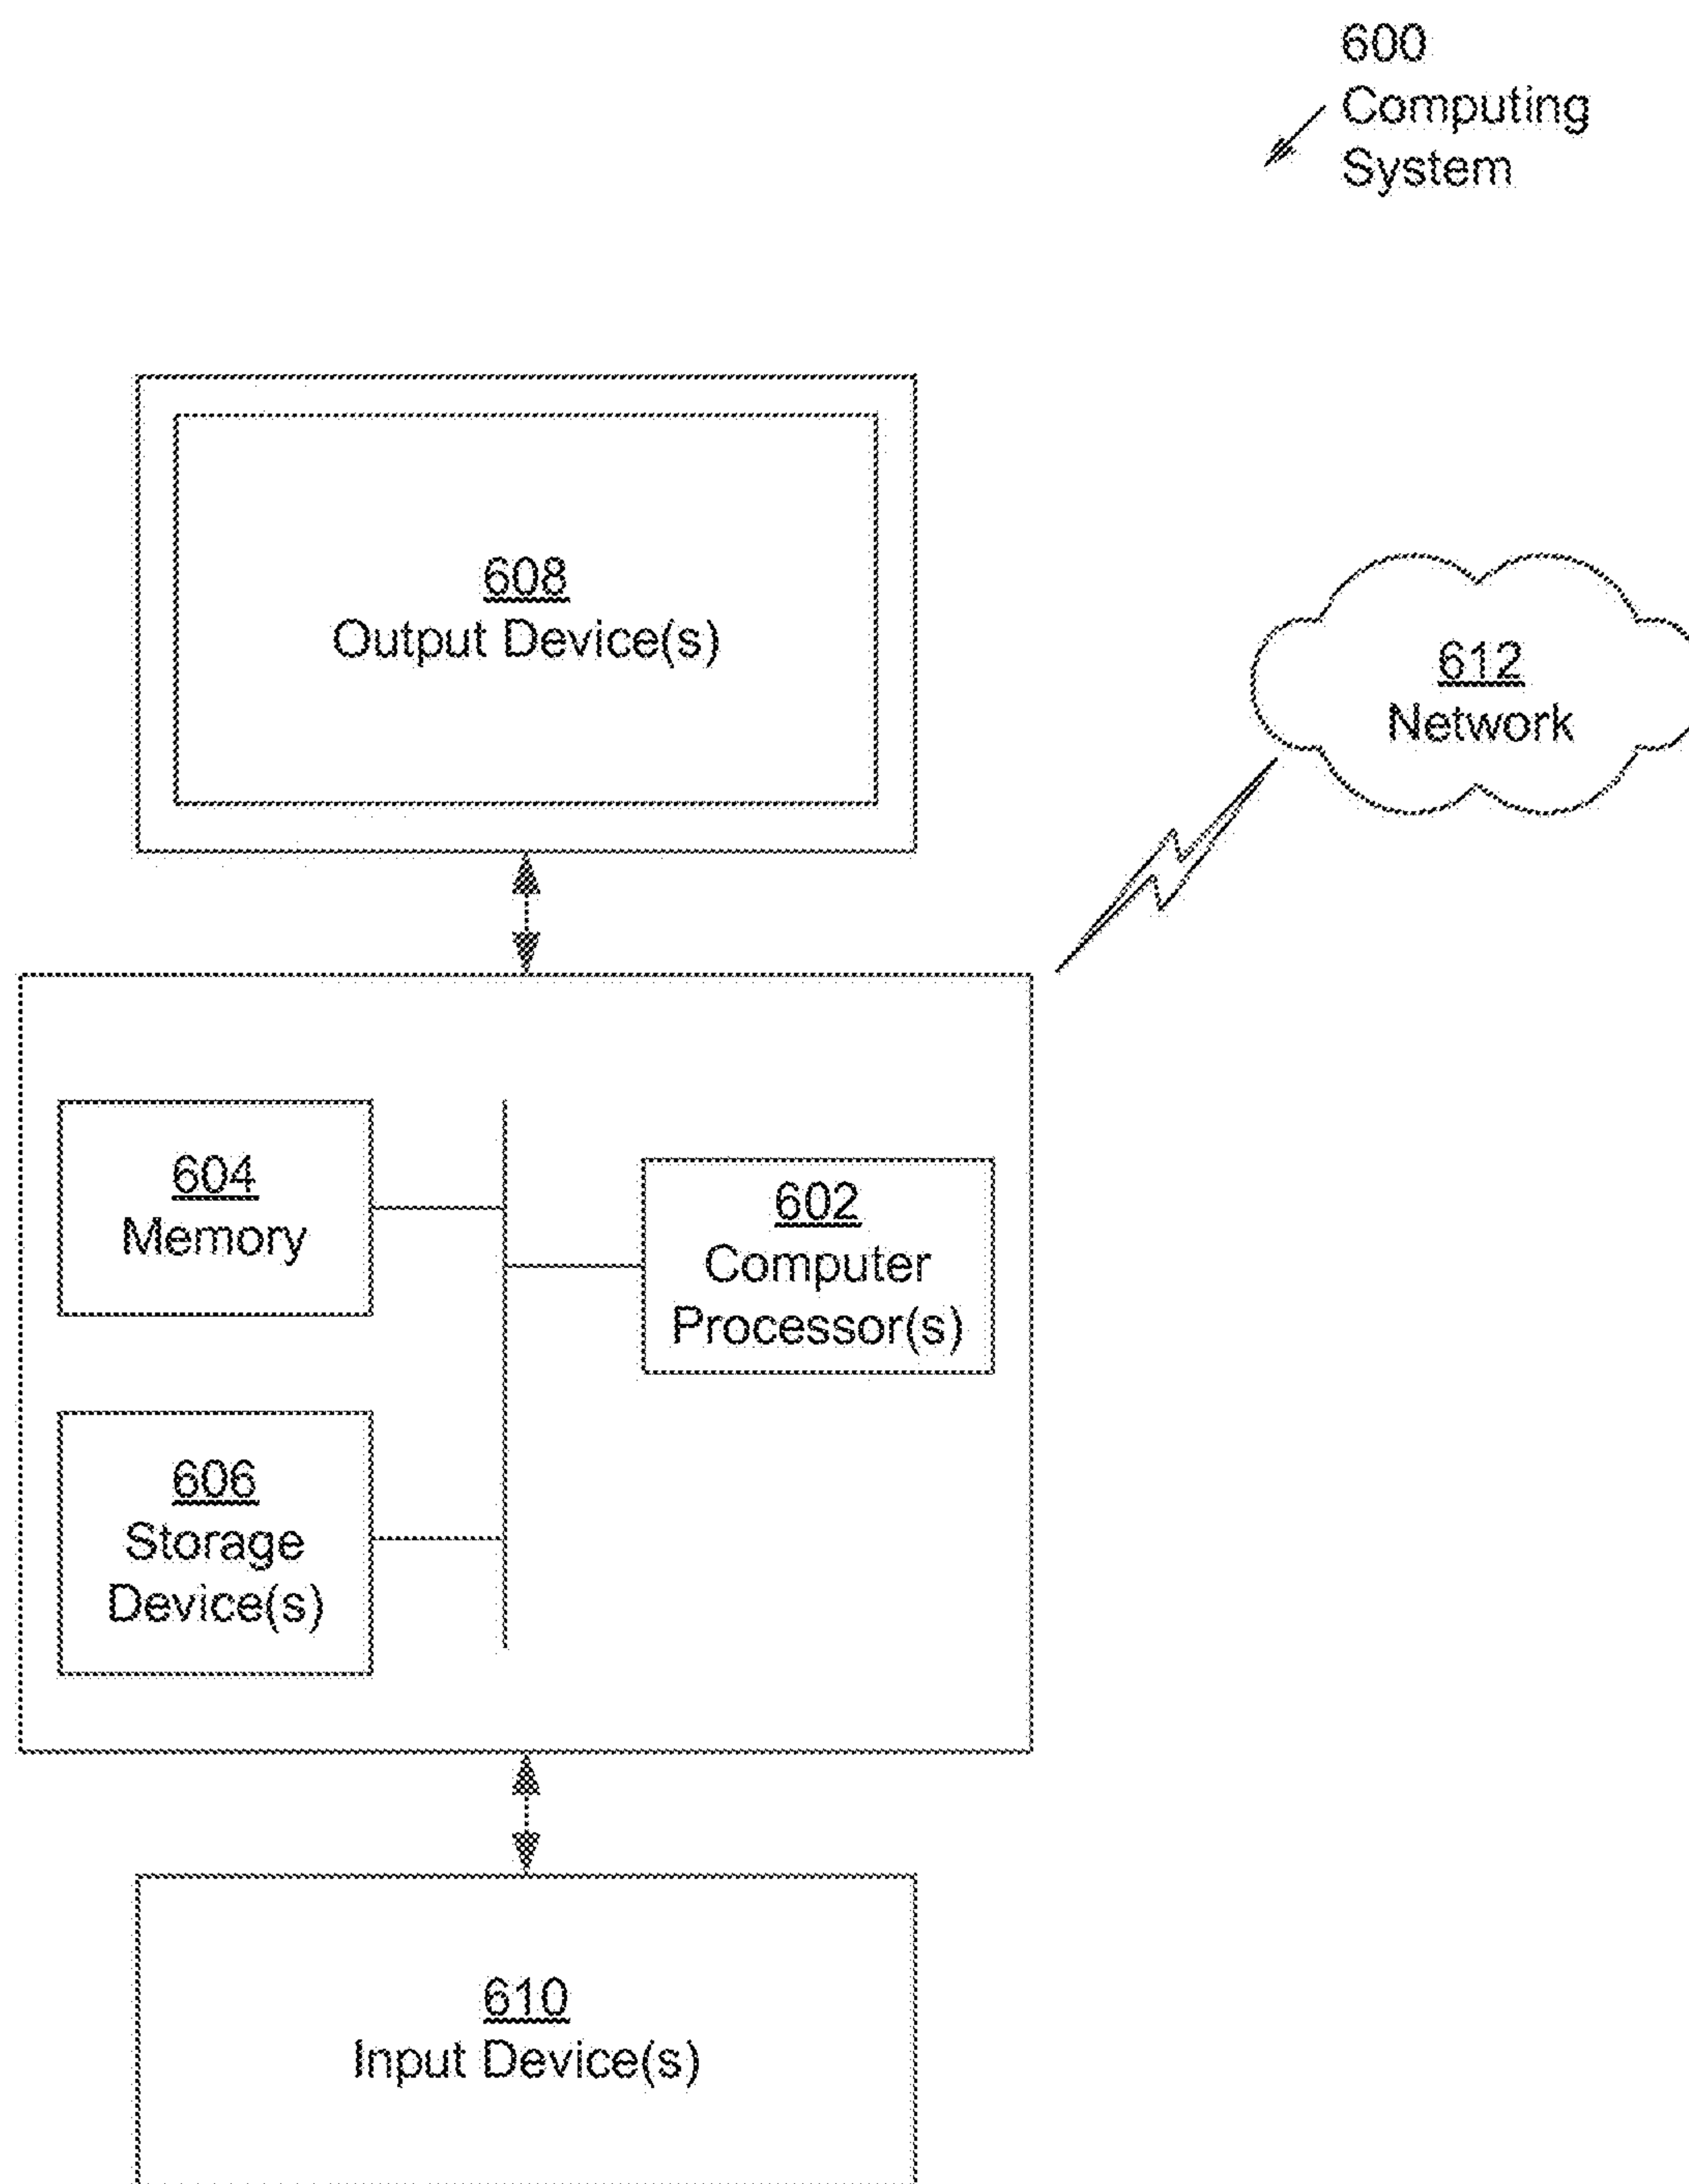 600
Computing
System
608
Output Device(s)
612
Network
604
Memory
602
Computer
Processor(s)
606
Storage
Device(s)
610
Input Device(s)